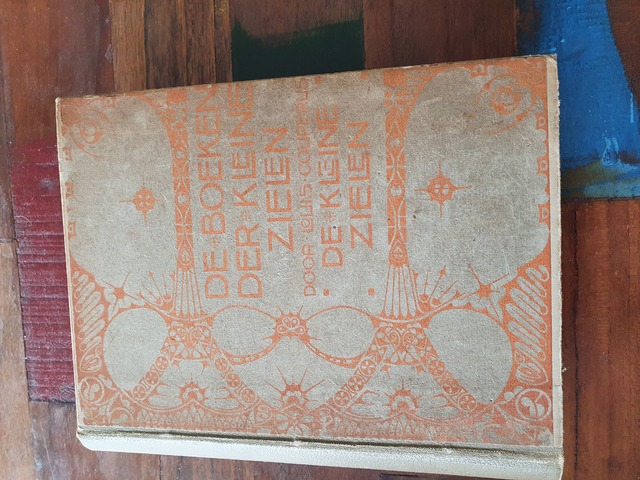 DE BOEKEN
DER KLEINE
ZIELEN
DOOR LOUIS COUPERUS
DE KLEINE
ZIELEN